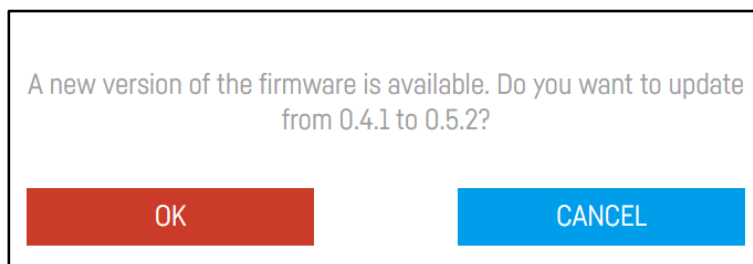 A new version of the firmware is available. Do you want to update
from 0.4.1 to 0.5.2?
OK
CANCEL